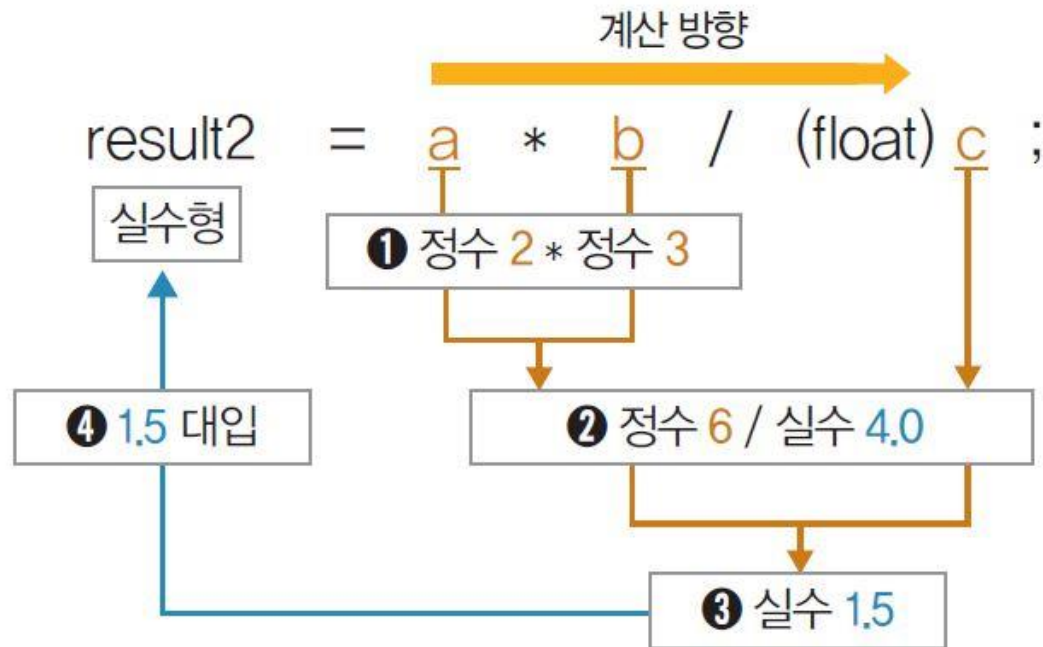 계산 방향
result2 = a * b / (float) c ;
실수형
❶ 정수 2 * 정수 3
❹ 1.5 대입
❷ 정수 6 / 실수 4.0
❸ 실수 1.5